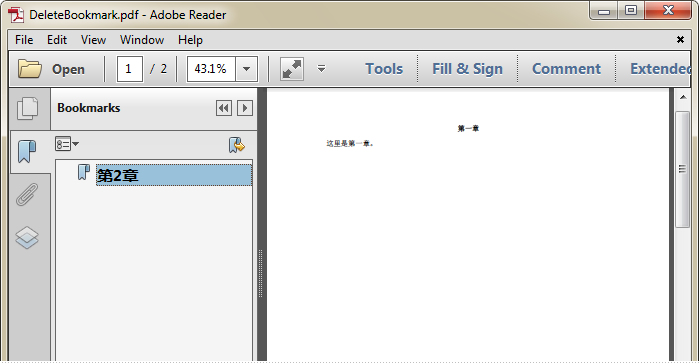 DeleteBookmark.pdf - Adobe Reader
File Edit View Window Help
Open 1 / 2 43.1% Tools Fill & Sign Comment Extended
Bookmarks
第2章
第一章
这里是第一章。